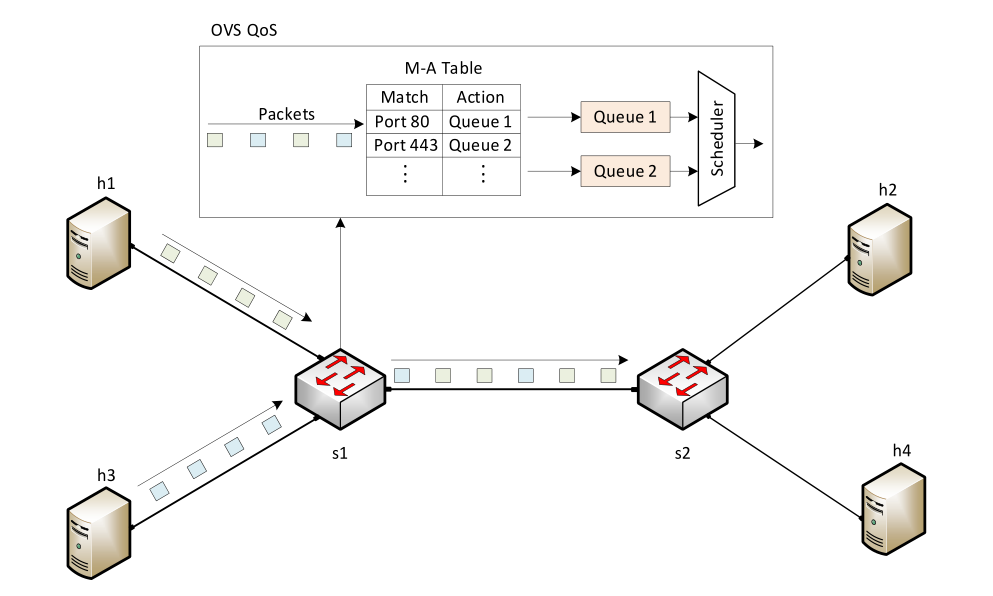 OVS QoS
M-A Table
Match Action
Packets
Port 80 Queue 1
Port 443 Queue 2
⋮ ⋮
Queue 1
Queue 2
Scheduler
h1
h2
s1
s2
h3
h4